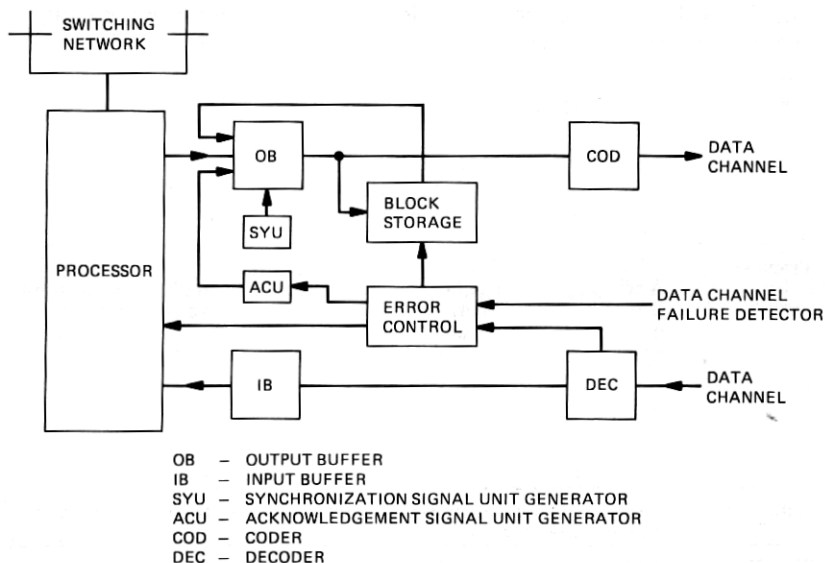 SWITCHING
NETWORK
OB
COD
DATA
CHANNEL
BLOCK
STORAGE
SYU
PROCESSOR
ACU
ERROR
CONTROL
DATA CHANNEL
FAILURE DETECTOR
IB
DEC
DATA
CHANNEL
OB – OUTPUT BUFFER
IB – INPUT BUFFER
SYU – SYNCHRONIZATION SIGNAL UNIT GENERATOR
ACU – ACKNOWLEDGEMENT SIGNAL UNIT GENERATOR
COD – CODER
DEC – DECODER